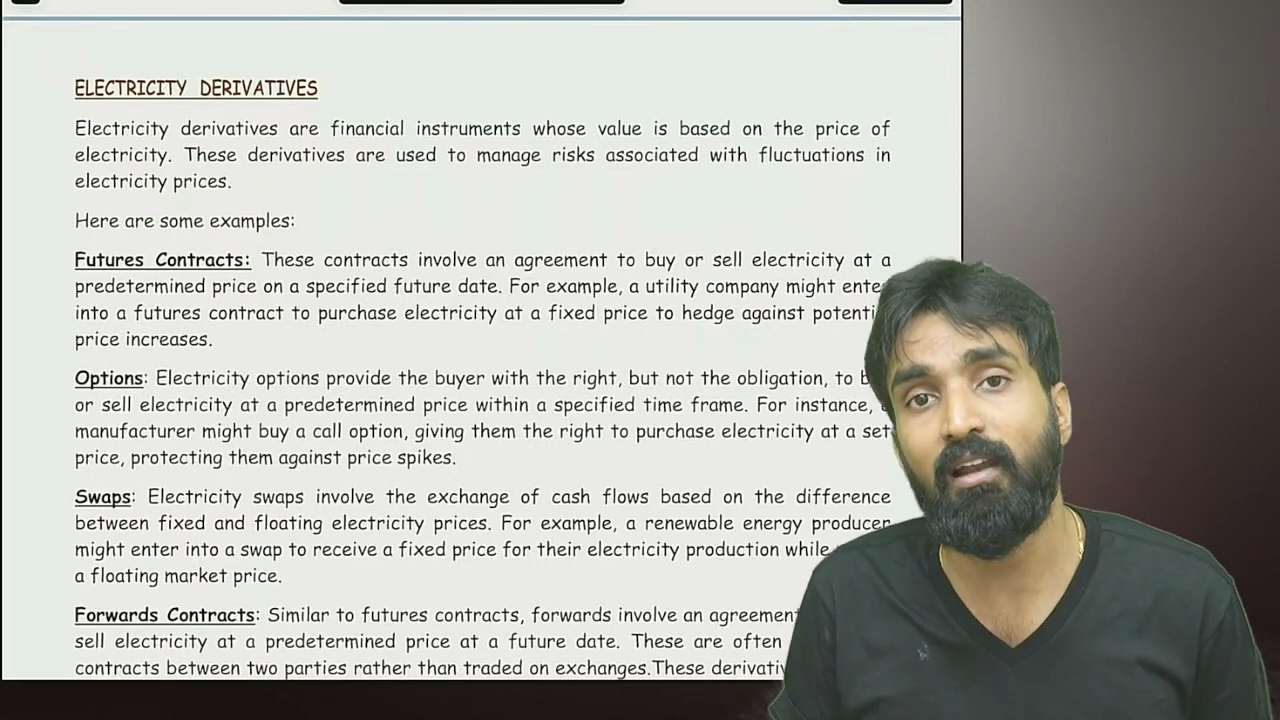 ELECTRICITY DERIVATIVES
Electricity derivatives are financial instruments whose value is based on the price of
electricity. These derivatives are used to manage risks associated with fluctuations in
electricity prices.
Here are some examples:
Futures Contracts: These contracts involve an agreement to buy or sell electricity at a
predetermined price on a specified future date. For example, a utility company might
into a futures contract to purchase electricity at a fixed price to hedge against
price increases.
Options: Electricity options provide the buyer with the right, but not the obligation, to
or sell electricity at a predetermined price within a specified time frame. For instance,
manufacturer might buy a call option, giving them the right to purchase electricity at a set
price, protecting them against price spikes.
Swaps: Electricity swaps involve the exchange of cash flows based on the difference
between fixed and floating electricity prices. For example, a renewable energy producer
might enter into a swap to receive a fixed price for their electricity production while
a floating market price.
Forwards Contracts: Similar to futures contracts, forwards involve an agreement
sell electricity at a predetermined price at a future date. These are often
contracts between two parties rather than traded on exchanges.These